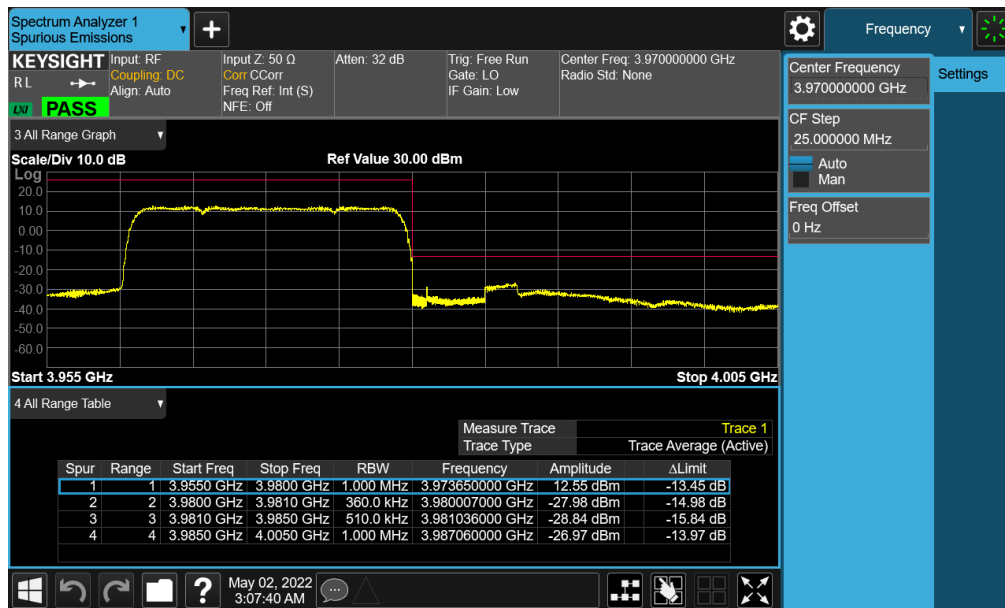 Spectrum Analyzer 1
Spurious Emissions
Frequency
KEYSIGHT
R L
LXI
PASS
Input: RF
Coupling: DC
Align: Auto
Input Z: 50 Ω
Corr CCorr
Freq Ref: Int (S)
NFE: Off
Atten: 32 dB
Trig: Free Run
Gate: LO
IF Gain: Low
Center Freq: 3.970000000 GHz
Radio Std: None
Center Frequency
3.970000000 GHz
Settings
CF Step
25.000000 MHz
Auto
Man
Freq Offset
0 Hz
3 All Range Graph
Scale/Div 10.0 dB
Ref Value 30.00 dBm
Log
20.0
10.0
0.00
-10.0
-20.0
-30.0
-40.0
-50.0
-60.0
Start 3.955 GHz
Stop 4.005 GHz
4 All Range Table
Measure Trace Trace 1
Trace Type Trace Average (Active)
Spur Range Start Freq Stop Freq RBW Frequency Amplitude ΔLimit
1 1 3.9550 GHz 3.9800 GHz 1.000 MHz 3.973650000 GHz 12.55 dBm -13.45 dB
2 2 3.9800 GHz 3.9810 GHz 360.0 kHz 3.980007000 GHz -27.98 dBm -14.98 dB
3 3 3.9810 GHz 3.9850 GHz 510.0 kHz 3.981036000 GHz -28.84 dBm -15.84 dB
4 4 3.9850 GHz 4.0050 GHz 1.000 MHz 3.987060000 GHz -26.97 dBm -13.97 dB
?
May 02, 2022
3:07:40 AM